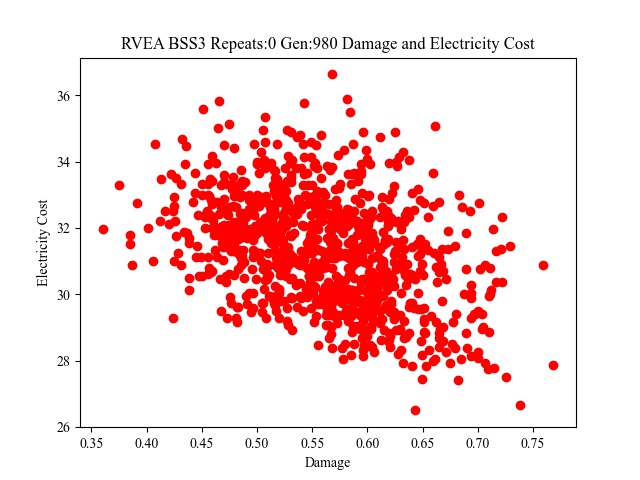 RVEA BSS3 Repeats:0 Gen:980 Damage and Electricity Cost
36
34
32
30
28
26
Electricity Cost
0.35 0.40 0.45 0.50 0.55 0.60 0.65 0.70 0.75
Damage